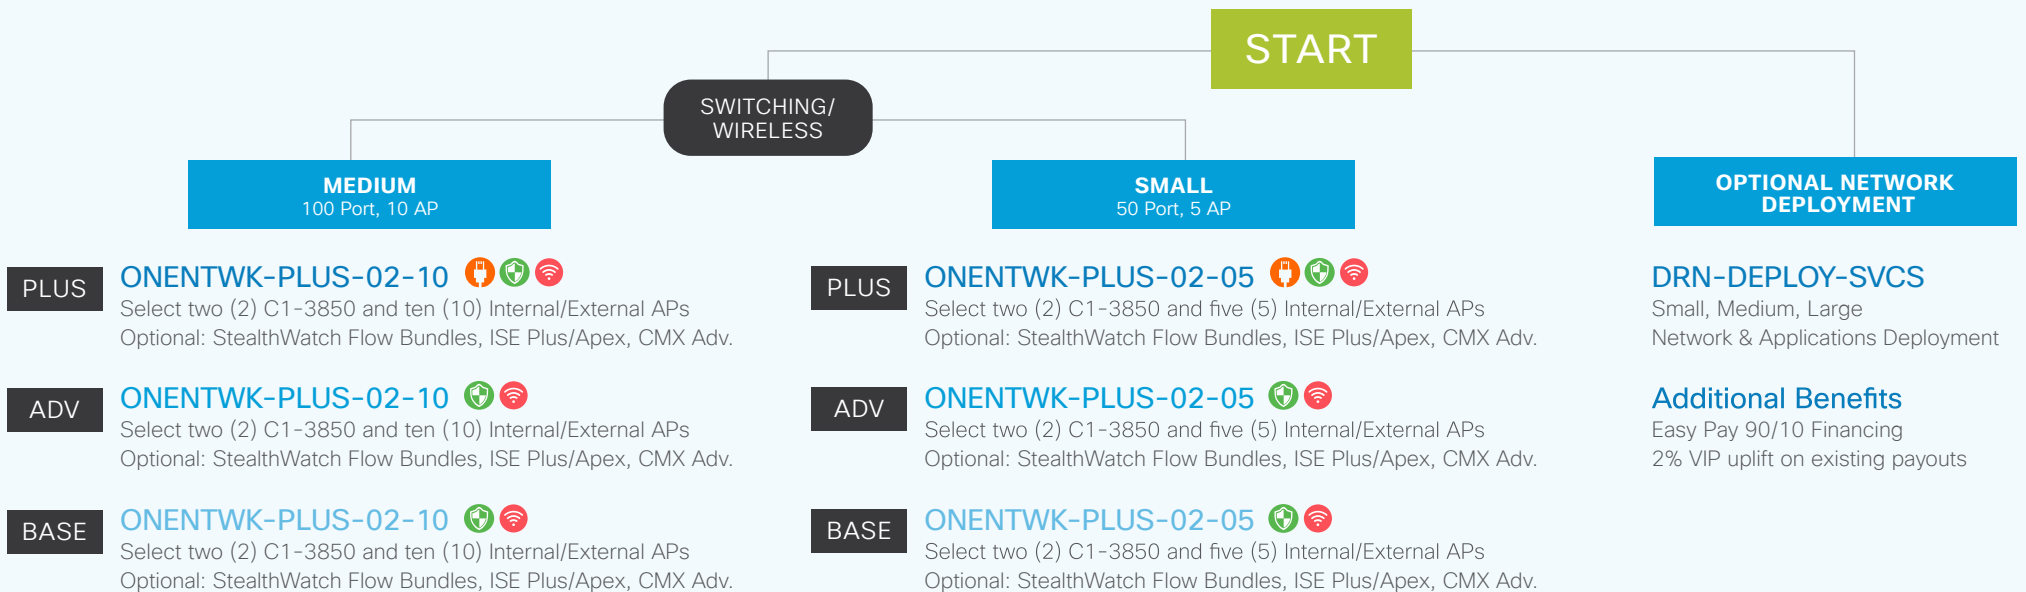 START
SWITCHING/
WIRELESS
MEDIUM
100 Port, 10 AP
PLUS
ONENTWK-PLUS-02-10
Select two (2) C1-3850 and ten (10) Internal/External APs
Optional: StealthWatch Flow Bundles, ISE Plus/Apex, CMX Adv.
ADV
ONENTWK-PLUS-02-10
Select two (2) C1-3850 and ten (10) Internal/External APs
Optional: StealthWatch Flow Bundles, ISE Plus/Apex, CMX Adv.
BASE
ONENTWK-PLUS-02-10
Select two (2) C1-3850 and ten (10) Internal/External APs
Optional: StealthWatch Flow Bundles, ISE Plus/Apex, CMX Adv.
SMALL
50 Port, 5 AP
PLUS
ONENTWK-PLUS-02-05
Select two (2) C1-3850 and five (5) Internal/External APs
Optional: StealthWatch Flow Bundles, ISE Plus/Apex, CMX Adv.
ADV
ONENTWK-PLUS-02-05
Select two (2) C1-3850 and five (5) Internal/External APs
Optional: StealthWatch Flow Bundles, ISE Plus/Apex, CMX Adv.
BASE
ONENTWK-PLUS-02-05
Select two (2) C1-3850 and five (5) Internal/External APs
Optional: StealthWatch Flow Bundles, ISE Plus/Apex, CMX Adv.
OPTIONAL NETWORK
DEPLOYMENT
DRN-DEPLOY-SVCS
Small, Medium, Large
Network & Applications Deployment
Additional Benefits
Easy Pay 90/10 Financing
2% VIP uplift on existing payouts